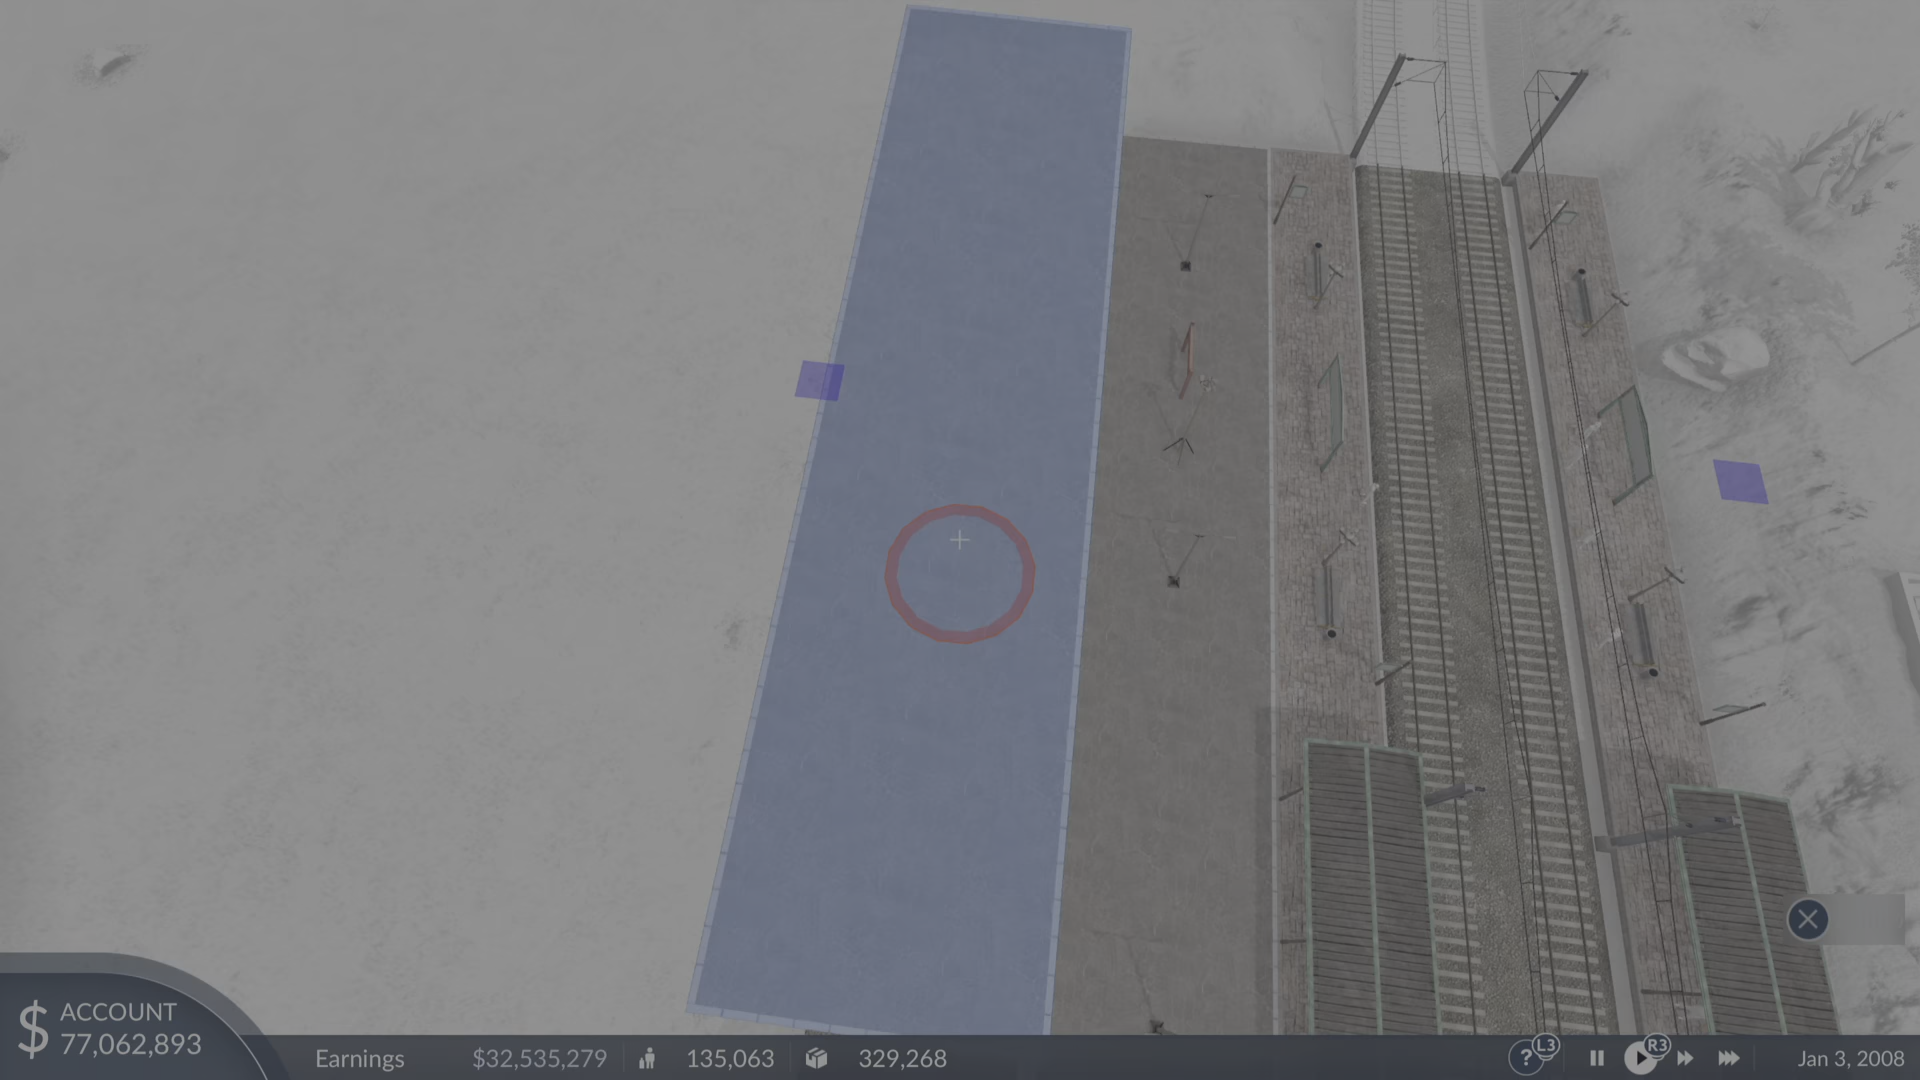 $ ACCOUNT
77,062,893
Earnings $32,535,279 135,063 329,268
? L3 R3 Jan 3, 2008